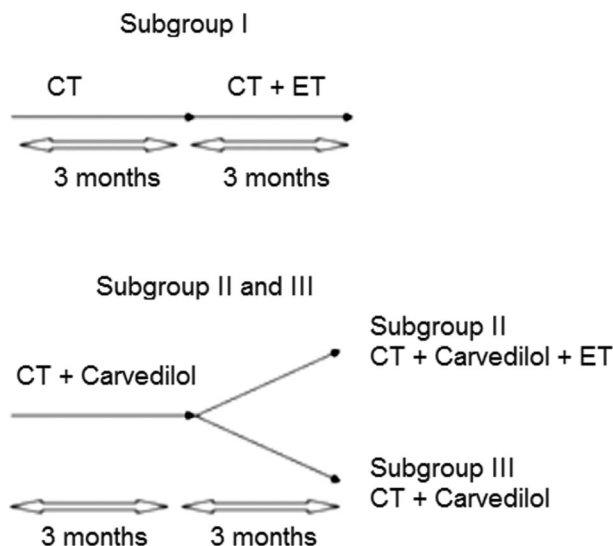 Subgroup I
CT
CT + ET
3 months
3 months
Subgroup II and III
Subgroup II
CT + Carvedilol + ET
CT + Carvedilol
Subgroup III
CT + Carvedilol
3 months
3 months